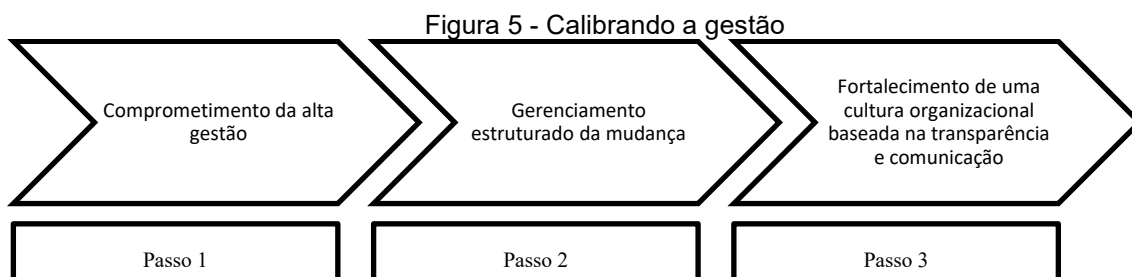 Figura 5 - Calibrando a gestão
Comprometimento da alta
gestão
Gerenciamento
estruturado da mudança
Fortalecimento de uma
cultura organizacional
baseada na transparência
e comunicação
Passo 1
Passo 2
Passo 3